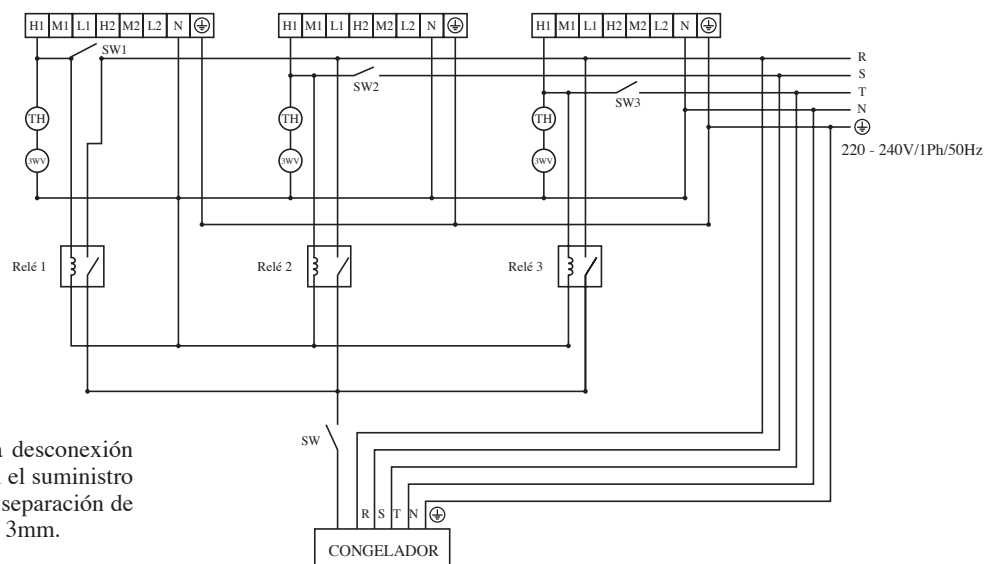 H1 M1 L1 H2 M2 L2 N
H1 M1 L1 H2 M2 L2 N
H1 M1 L1 H2 M2 L2 N
SW1
R
S
SW2
T
SW3
N
TH
TH
TH
220 - 240V/1Ph/50Hz
3WV
3WV
3WV
Relé 1
Relé 2
Relé 3
SW
desconexión
el suministro
separación de
3mm.
R S T N
CONGELADOR